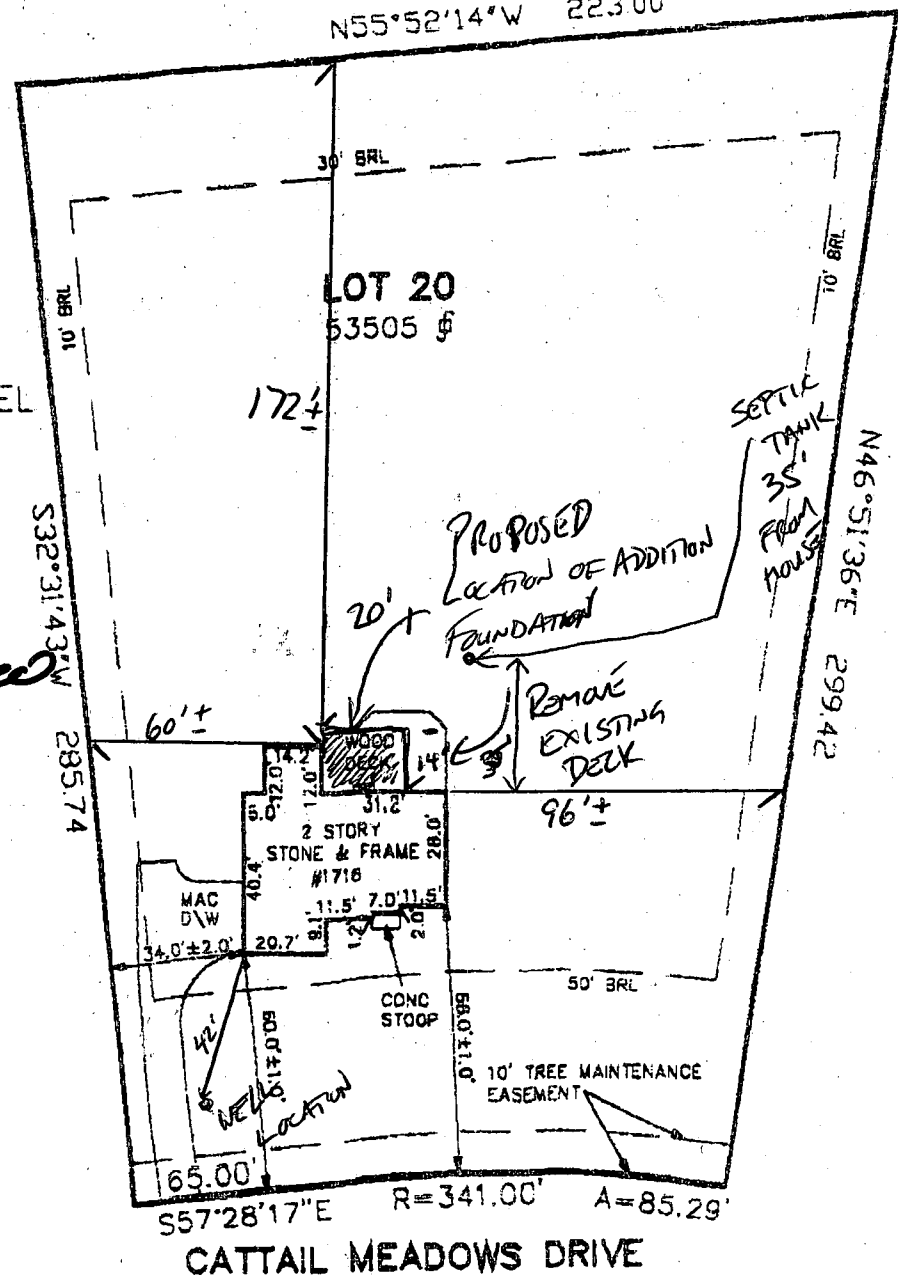 N55°52'14"W 223.00
30' BRL
10' BRL
10' BRL
LOT 20
53505
172'±
EL
SEPTIC
TANK
35'
FROM
HOUSE
N46°51'36"E 299.42
S32°31'43"W 285.74
PROPOSED
LOCATION OF ADDITION
FOUNDATION
20'
REMOVE
EXISTING
DECK
60'±
WOOD
DECK
14'
14.2'
12.0'
12.0'
5.0'
31.2'
96'±
2 STORY
STONE & FRAME
#1716
28.0'
40.4'
MAC
D\W
11.5'
7.0'
11.5'
9.1'
1.2'
2.0'
34.0'±2.0'
20.7'
CONC
STOOP
50' BRL
42'
60.0'±1.0'
68.0'±1.0'
WELL
LOCATION
10' TREE MAINTENANCE
EASEMENT
65.00'
S57°28'17"E R=341.00' A=85.29'
CATTAIL MEADOWS DRIVE